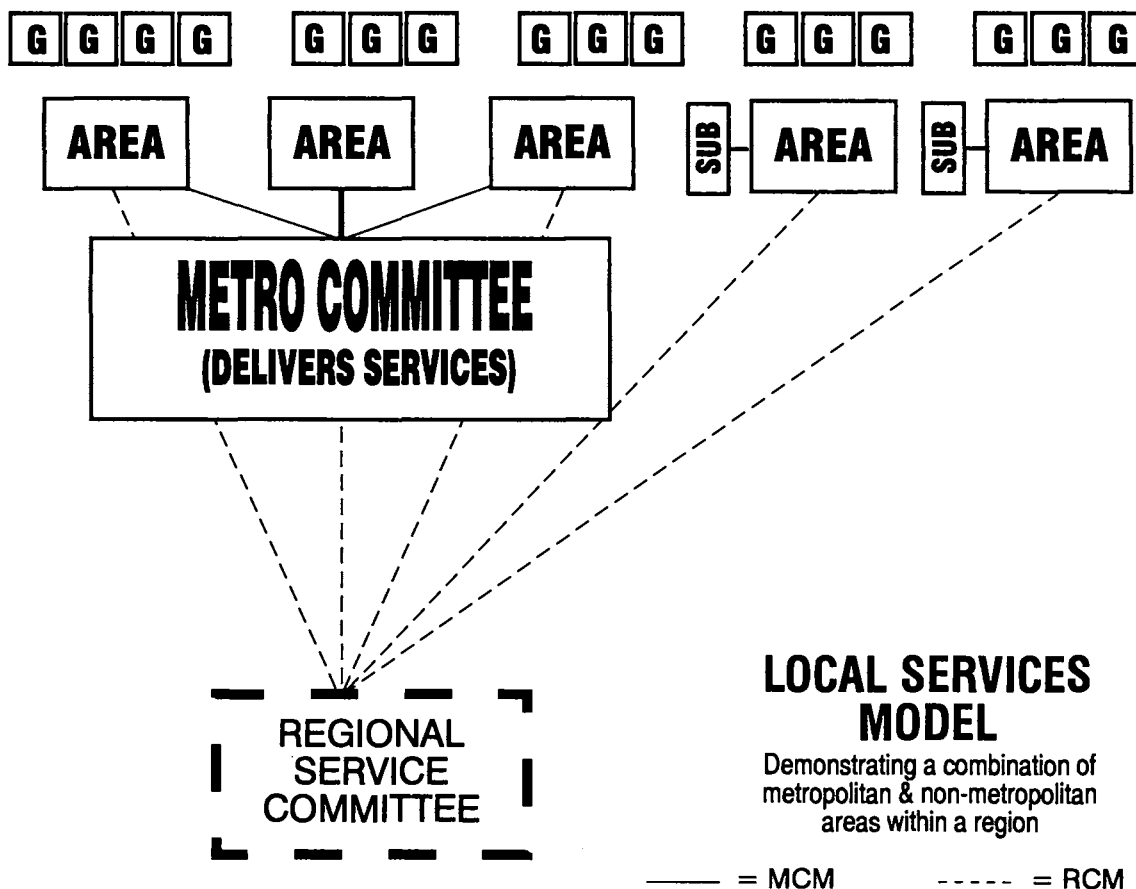 G G G G G G G G G G G G G G G G
AREA AREA AREA SUB AREA SUB AREA
METRO COMMITTEE
(DELIVERS SERVICES)
REGIONAL
SERVICE
COMMITTEE
LOCAL SERVICES
MODEL
Demonstrating a combination of
metropolitan & non-metropolitan
areas within a region
= MCM = RCM